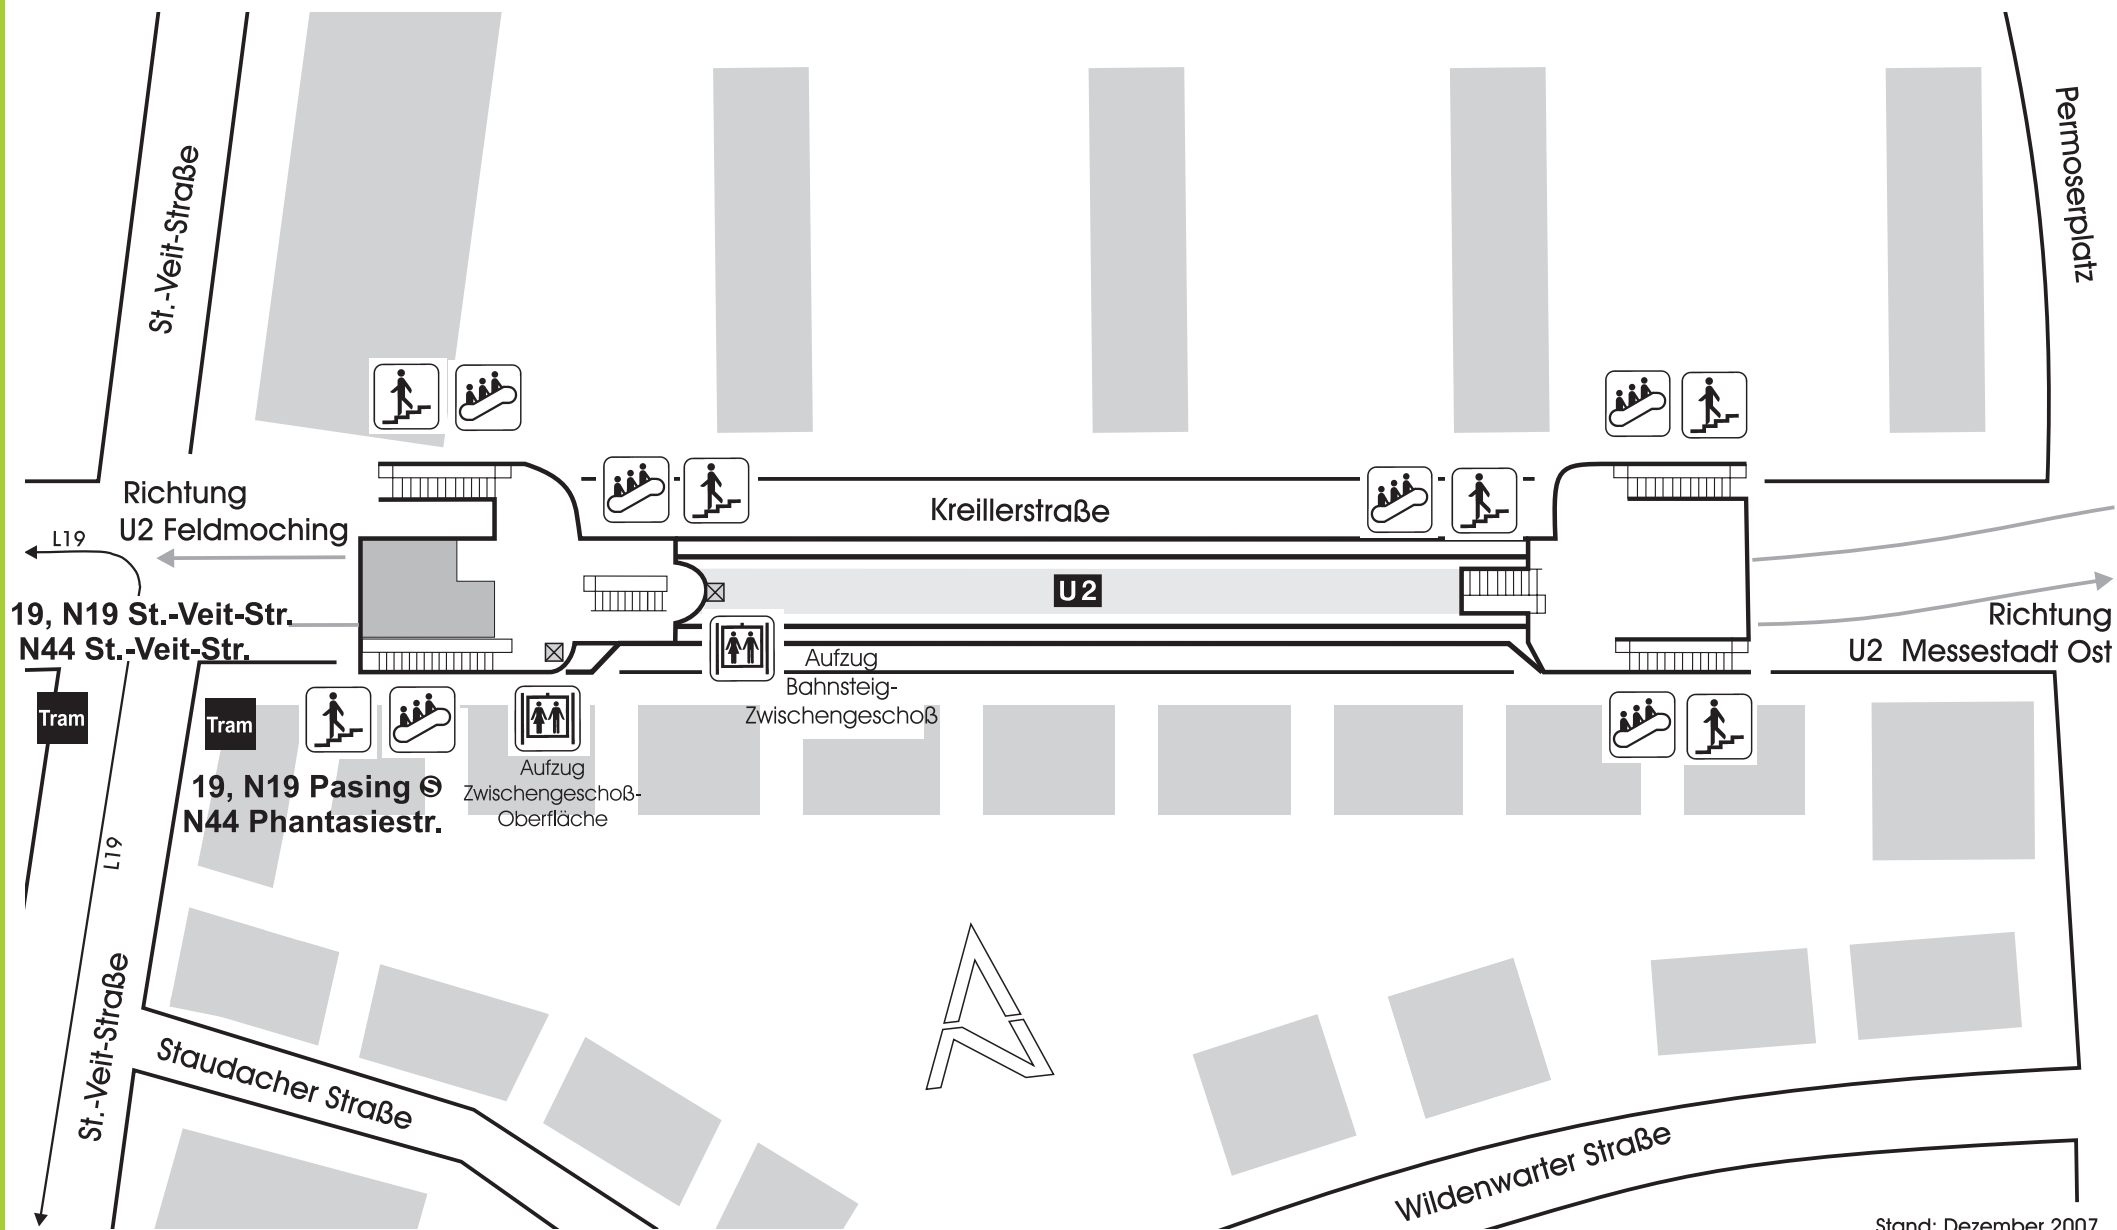 St.-Veit-Straße
Permoserplatz
Richtung
U2 Feldmoching
Kreillerstraße
L19
U2
19, N19 St.-Veit-Str.
N44 St.-Veit-Str.
Richtung
U2 Messestadt Ost
Aufzug
Bahnsteig-
Zwischengeschoß
Tram
Tram
Aufzug
Zwischengeschoß-
Oberfläche
19, N19 Pasing S
N44 Phantasiestr.
L19
St.-Veit-Straße
Staudacher Straße
Wildenwarter Straße
Stand: Dezember 2007